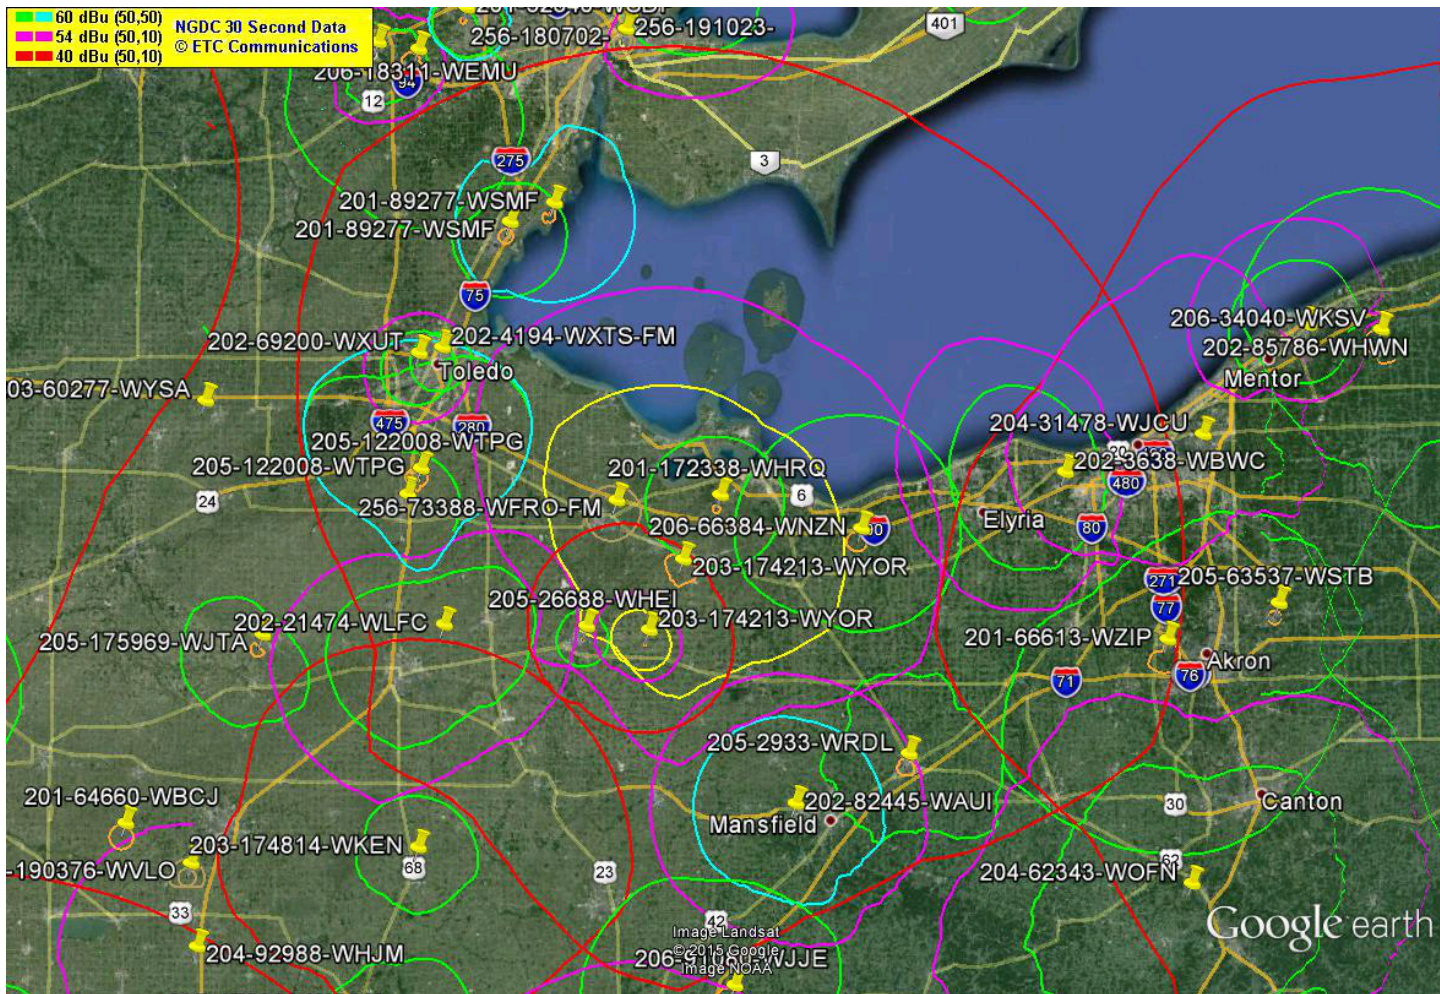 60 dBu (50,50)
54 dBu (50,10)
40 dBu (50,10)
NGDC 30 Second Data
© ETC Communications
256-180702-
256-191023-
401
206-18311-WEMU
94
12
275
3
201-89277-WSMF
201-89277-WSMF
75
202-69200-WXUT
202-4194-WXTS-FM
Toledo
206-34040-WKSV
202-85786-WHWN
Mentor
03-60277-WYSA
475
280
205-122008-WTPG
205-122008-WTPG
204-31478-WJCU
202-3638-WBWC
480
201-172338-WHRQ
6
24
256-73388-WFRO-FM
206-66384-WNZN
Elyria
80
203-174213-WYOR
271
205-63537-WSTB
77
205-26688-WHEI
203-174213-WYOR
202-21474-WLFC
205-175969-WJTA
201-66613-WZIP
Akron
71
76
205-2933-WRDL
201-64660-WBCJ
202-82445-WAUI
Mansfield
30
Canton
203-174814-WKEN
68
-190376-WVLO
23
62
204-62343-WOFN
33
42
204-92988-WHJM
Image Landsat
© 2015 Google
Image NOAA
Google earth